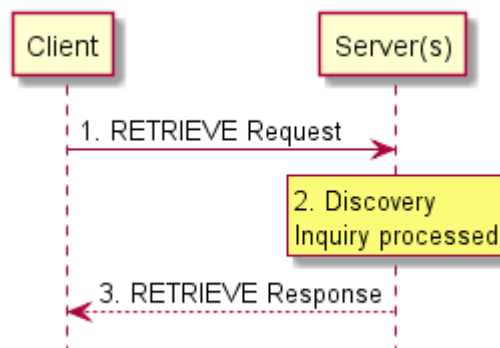 Client
Server(s)
1. RETRIEVE Request
2. Discovery
Inquiry processed
3. RETRIEVE Response